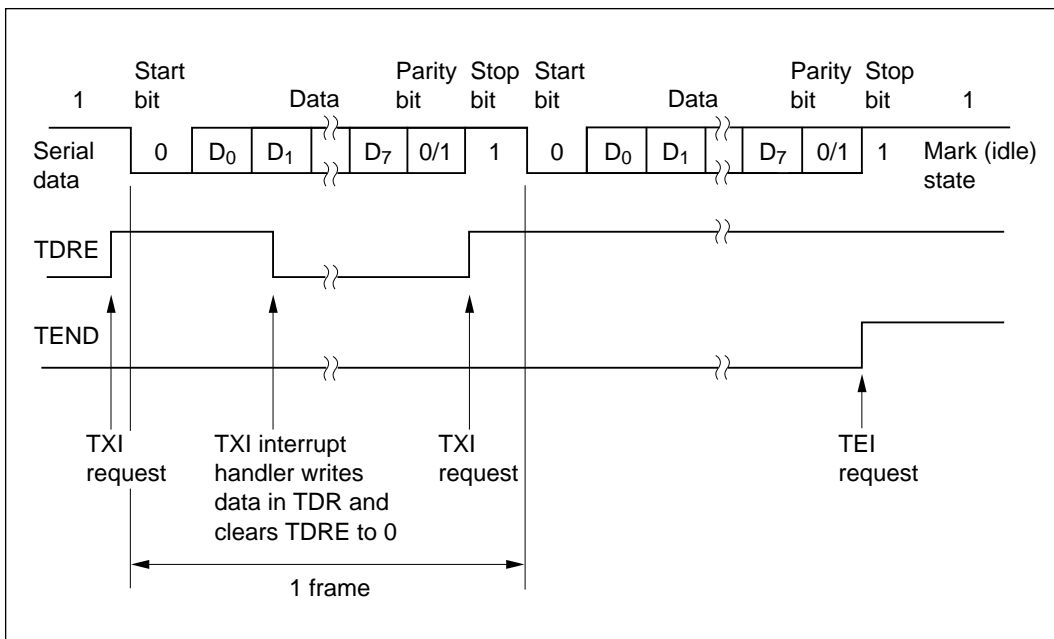 Start Parity Stop Start Parity Stop
1 bit Data bit bit bit Data bit bit 1
Serial 0 D₀ D₁ D₇ 0/1 1 0 D₀ D₁ D₇ 0/1 1 Mark (idle)
data state
TDRE
TEND
TXI TXI interrupt TXI TEI
request handler writes request request
data in TDR and
clears TDRE to 0
1 frame